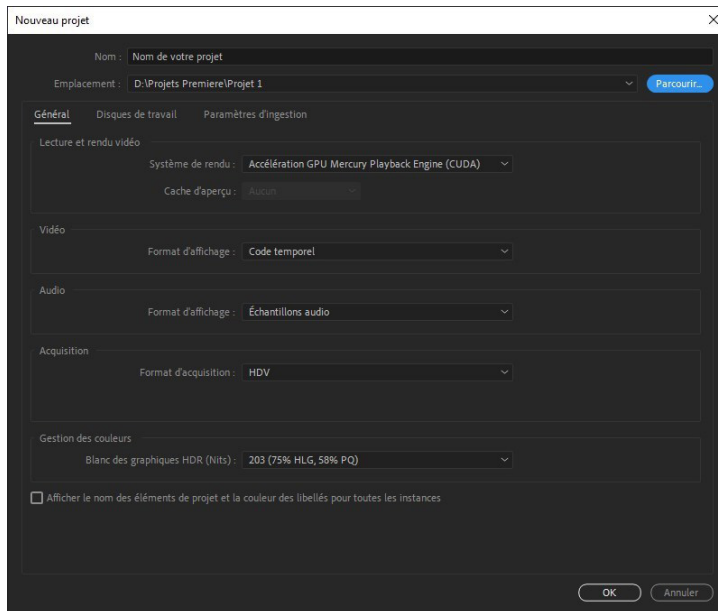 Nouveau projet
Nom : Nom de votre projet
Emplacement : D:\Projets Premiere\Projet 1 Parcourir...
Général Disques de travail Paramètres d'ingestion
Lecture et rendu vidéo
Système de rendu : Accélération GPU Mercury Playback Engine (CUDA)
Cache d'aperçu : Aucun
Vidéo
Format d'affichage : Code temporel
Audio
Format d'affichage : Échantillons audio
Acquisition
Format d'acquisition : HDV
Gestion des couleurs
Blanc des graphiques HDR (Nits) : 203 (75% HLG, 58% PQ)
Afficher le nom des éléments de projet et la couleur des libellés pour toutes les instances
OK Annuler